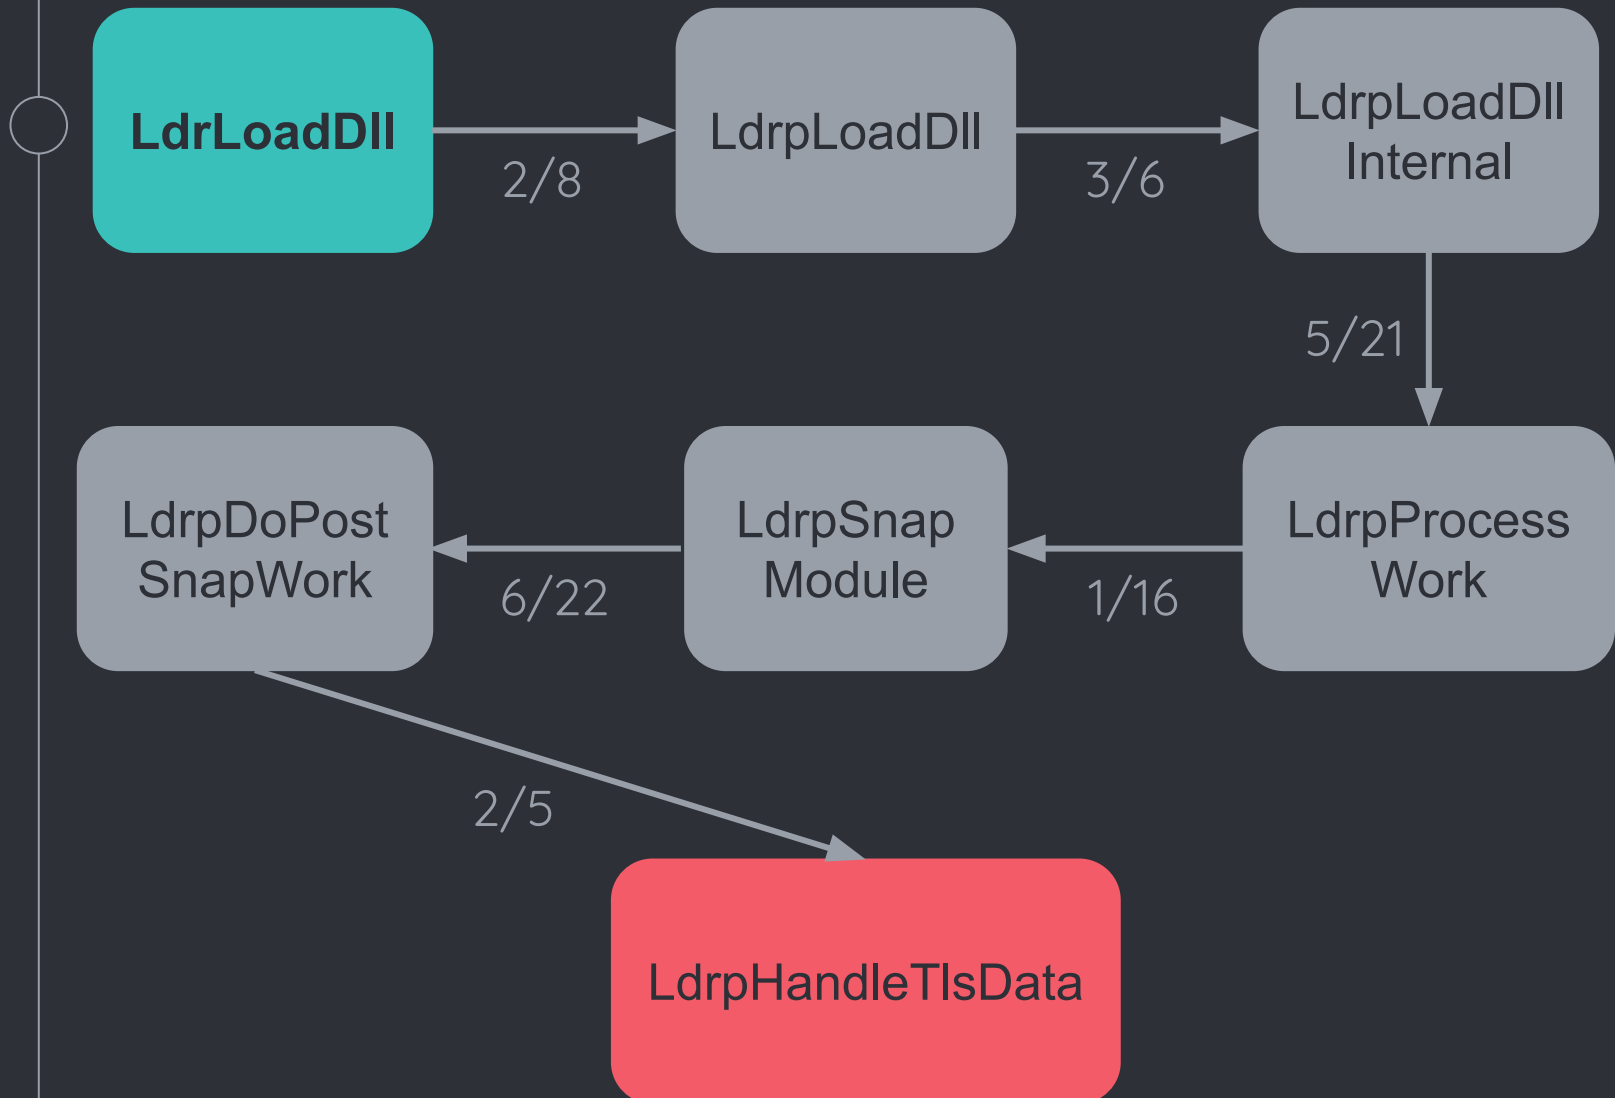 LdrLoadDll
2/8
LdrpLoadDll
3/6
LdrpLoadDll
Internal
5/21
LdrpProcess
Work
1/16
LdrpSnap
Module
6/22
LdrpDoPost
SnapWork
2/5
LdrpHandleTlsData